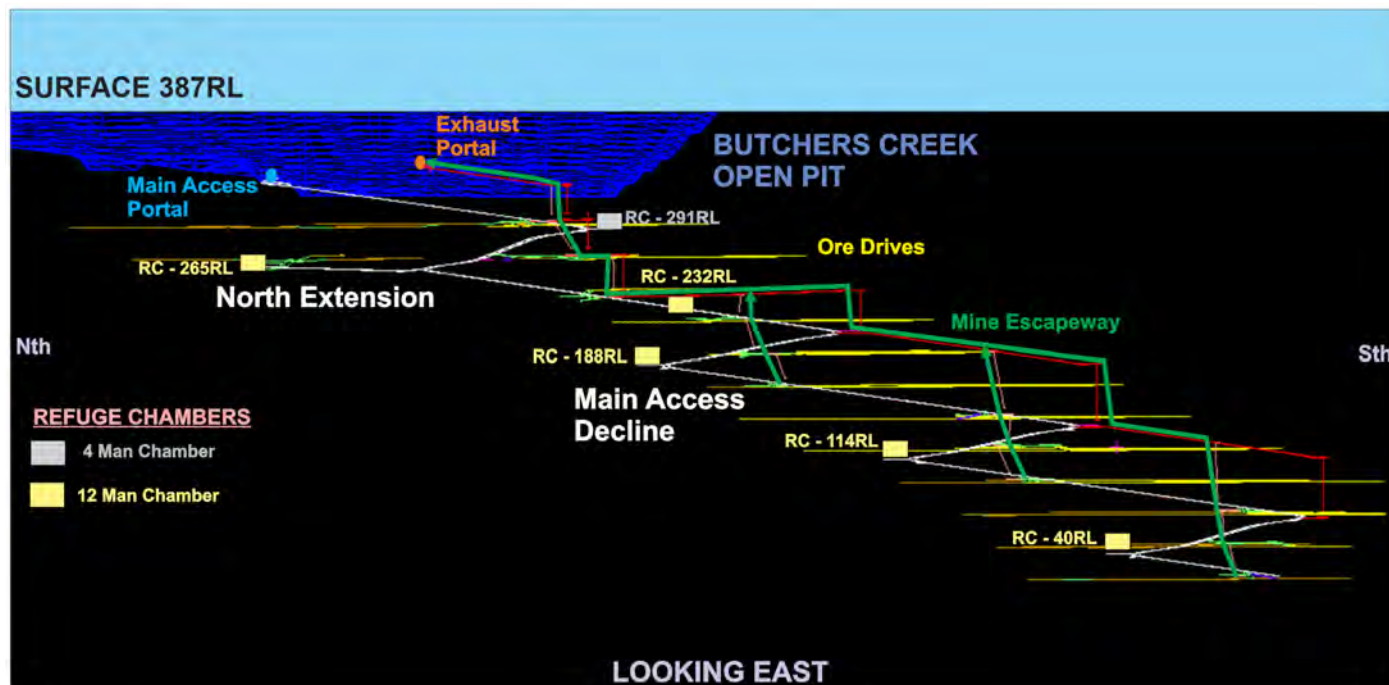 SURFACE 387RL
Exhaust
Portal
BUTCHERS CREEK
OPEN PIT
Main Access
Portal
RC - 291RL
Ore Drives
RC - 265RL
RC - 232RL
North Extension
Mine Escapeway
Nth
RC - 188RL
Sth
Main Access
Decline
REFUGE CHAMBERS
4 Man Chamber
RC - 114RL
12 Man Chamber
RC - 40RL
LOOKING EAST